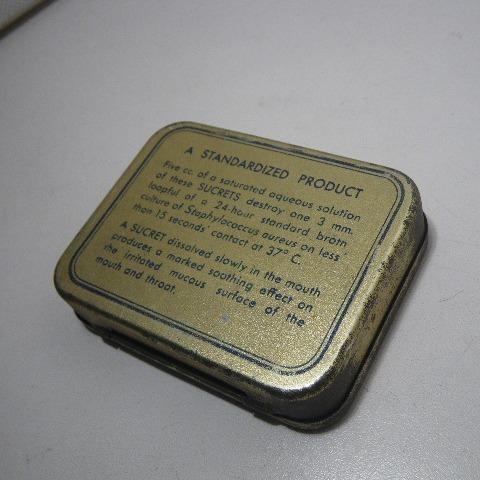 A STANDARDIZED PRODUCT
Five cc. of a saturated aqueous solution
of these SUCRETS destroy one 3 mm.
loopful of a 24-hour standard broth
culture of Staphylococcus aureus on less
than 15 seconds' contact at 37° C.
A SUCRET dissolved slowly in the mouth
produces a marked soothing effect on
the irritated mucous surface of the
mouth and throat.